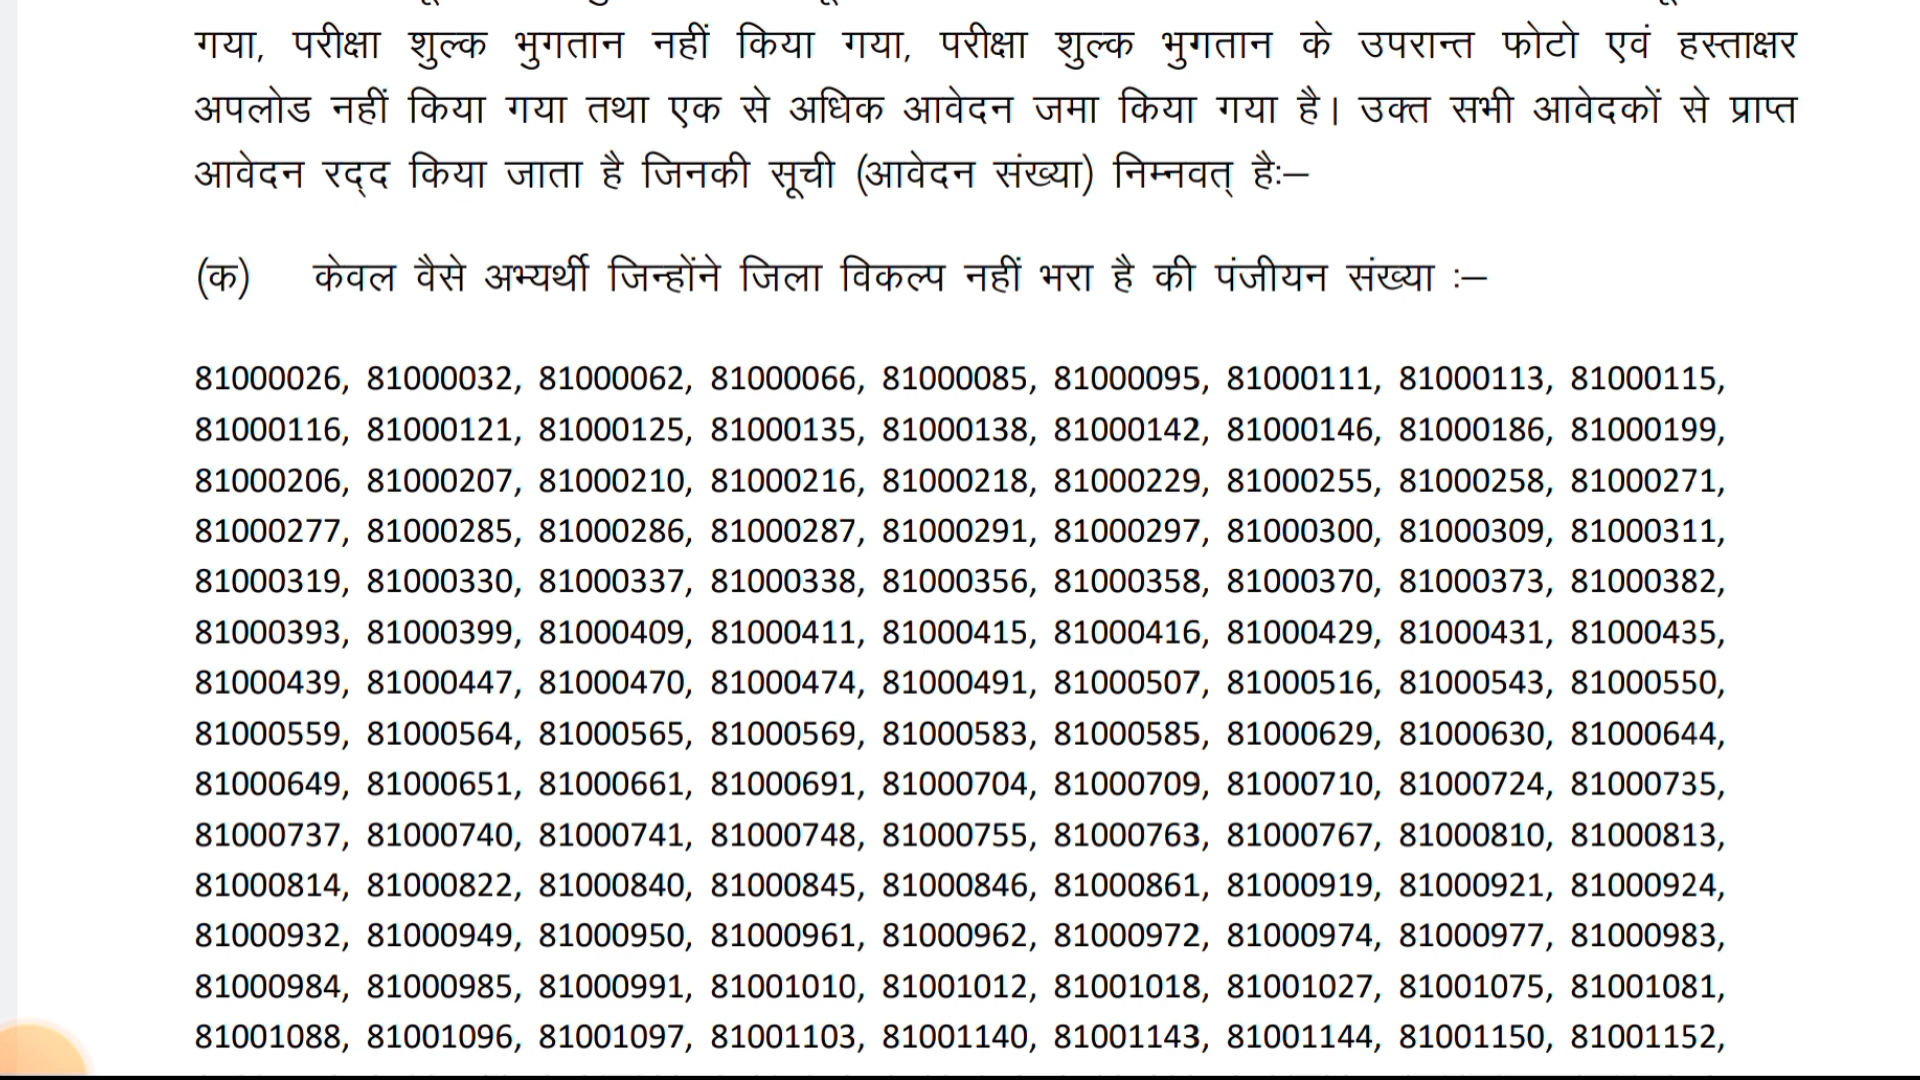 गया, परीक्षा शुल्क भुगतान नहीं किया गया, परीक्षा शुल्क भुगतान के उपरान्त फोटो एवं हस्ताक्षर
अपलोड नहीं किया गया तथा एक से अधिक आवेदन जमा किया गया है। उक्त सभी आवेदकों से प्राप्त
आवेदन रद्द किया जाता है जिनकी सूची (आवेदन संख्या) निम्नवत् है:–
(क) केवल वैसे अभ्यर्थी जिन्होंने जिला विकल्प नहीं भरा है की पंजीयन संख्या :–
81000026, 81000032, 81000062, 81000066, 81000085, 81000095, 81000111, 81000113, 81000115,
81000116, 81000121, 81000125, 81000135, 81000138, 81000142, 81000146, 81000186, 81000199,
81000206, 81000207, 81000210, 81000216, 81000218, 81000229, 81000255, 81000258, 81000271,
81000277, 81000285, 81000286, 81000287, 81000291, 81000297, 81000300, 81000309, 81000311,
81000319, 81000330, 81000337, 81000338, 81000356, 81000358, 81000370, 81000373, 81000382,
81000393, 81000399, 81000409, 81000411, 81000415, 81000416, 81000429, 81000431, 81000435,
81000439, 81000447, 81000470, 81000474, 81000491, 81000507, 81000516, 81000543, 81000550,
81000559, 81000564, 81000565, 81000569, 81000583, 81000585, 81000629, 81000630, 81000644,
81000649, 81000651, 81000661, 81000691, 81000704, 81000709, 81000710, 81000724, 81000735,
81000737, 81000740, 81000741, 81000748, 81000755, 81000763, 81000767, 81000810, 81000813,
81000814, 81000822, 81000840, 81000845, 81000846, 81000861, 81000919, 81000921, 81000924,
81000932, 81000949, 81000950, 81000961, 81000962, 81000972, 81000974, 81000977, 81000983,
81000984, 81000985, 81000991, 81001010, 81001012, 81001018, 81001027, 81001075, 81001081,
81001088, 81001096, 81001097, 81001103, 81001140, 81001143, 81001144, 81001150, 81001152,